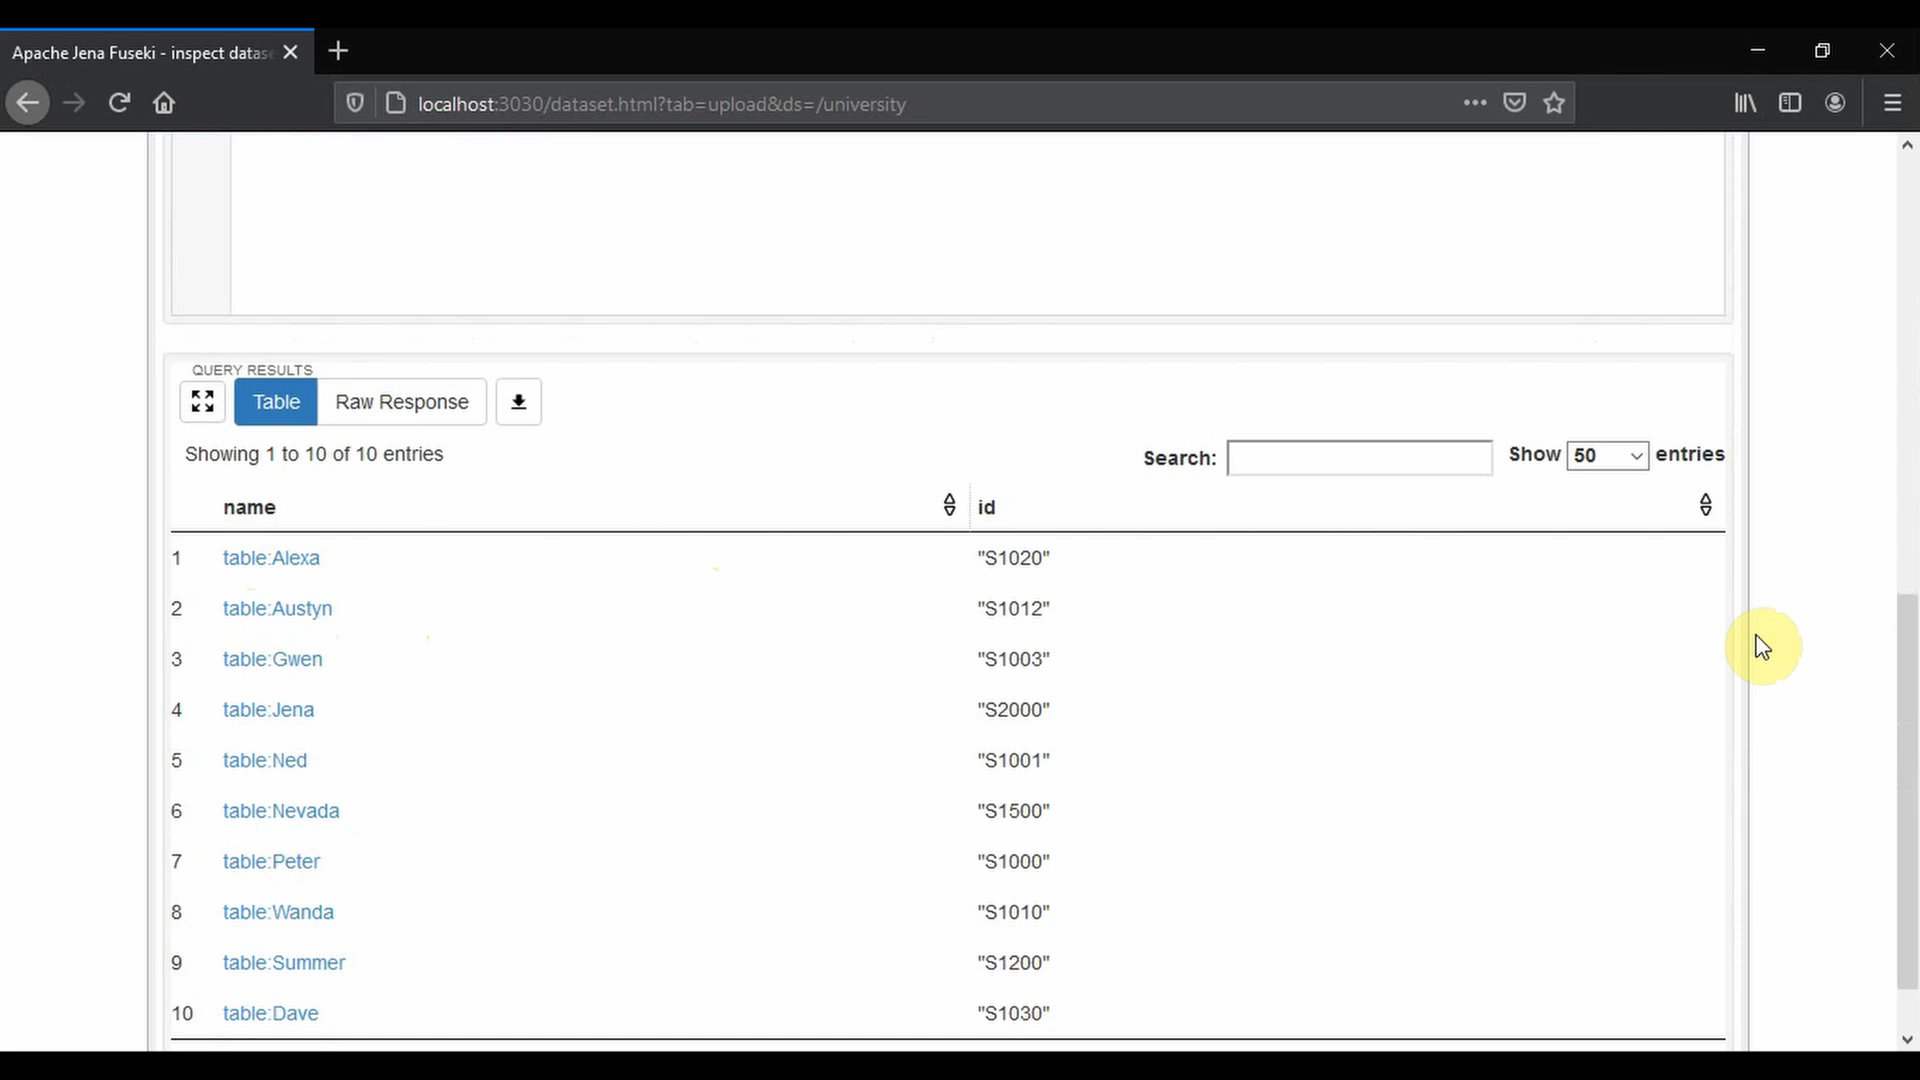 Apache Jena Fuseki - inspect datase
localhost:3030/dataset.html?tab=upload&ds=/university
QUERY RESULTS
Table Raw Response
Showing 1 to 10 of 10 entries Search: Show 50 entries
name id
1 table:Alexa "S1020"
2 table:Austyn "S1012"
3 table:Gwen "S1003"
4 table:Jena "S2000"
5 table:Ned "S1001"
6 table:Nevada "S1500"
7 table:Peter "S1000"
8 table:Wanda "S1010"
9 table:Summer "S1200"
10 table:Dave "S1030"